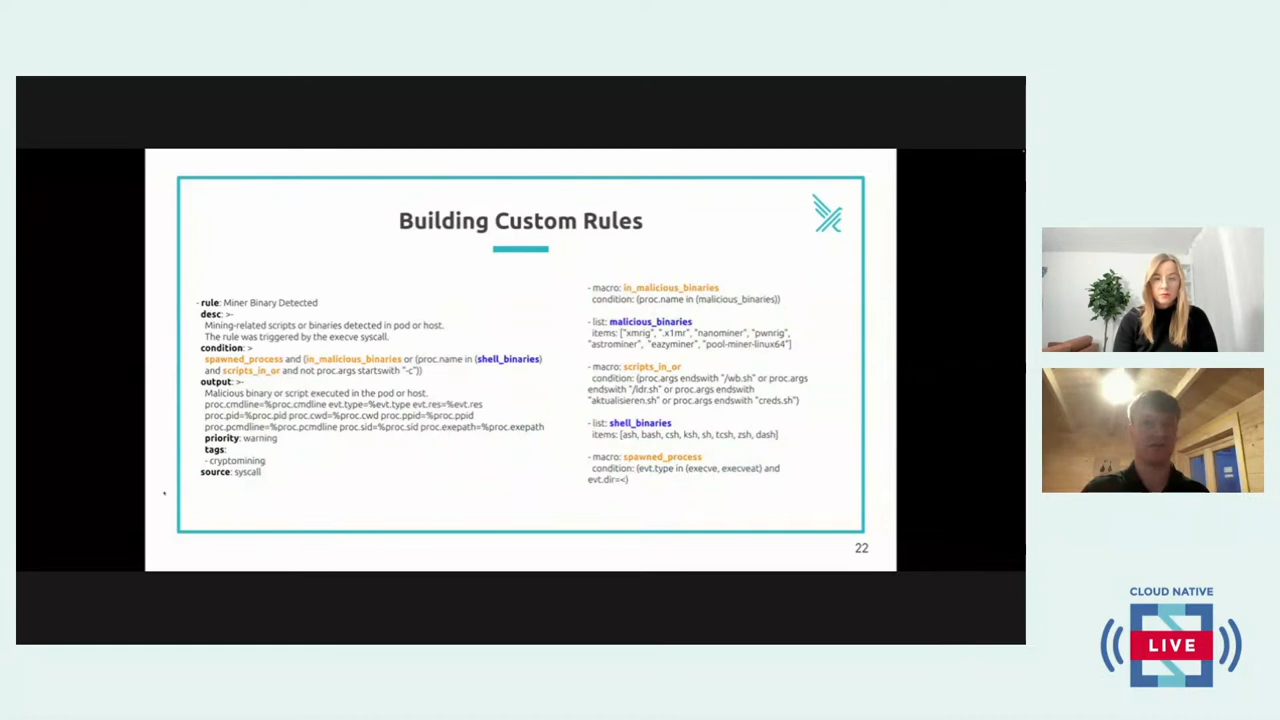 Building Custom Rules
- rule: Miner Binary Detected
desc: >-
Mining-related scripts or binaries detected in pod or host.
The rule was triggered by the execve syscall.
condition: >
spawned_process and (in_malicious_binaries or (proc.name in (shell_binaries)
and scripts_in_or and not proc.args startswith "-c"))
output: >-
Malicious binary or script executed in the pod or host.
proc.cmdline=%proc.cmdline evt.type=%evt.type evt.res=%evt.res
proc.pid=%proc.pid proc.cwd=%proc.cwd proc.ppid=%proc.ppid
proc.pcmdline=%proc.pcmdline proc.sid=%proc.sid proc.exepath=%proc.exepath
priority: warning
tags:
- cryptomining
source: syscall
- macro: in_malicious_binaries
condition: (proc.name in (malicious_binaries))
- list: malicious_binaries
items: ["xmrig", ".x1mr", "nanominer", "pwnrig",
"astrominer", "eazyminer", "pool-miner-linux64"]
- macro: scripts_in_or
condition: (proc.args endswith "/wb.sh" or proc.args
endswith "/ldr.sh" or proc.args endswith
"aktualisieren.sh" or proc.args endswith "creds.sh")
- list: shell_binaries
items: [ash, bash, csh, ksh, sh, tcsh, zsh, dash]
- macro: spawned_process
condition: (evt.type in (execve, execveat) and
evt.dir=<)
22
CLOUD NATIVE
LIVE